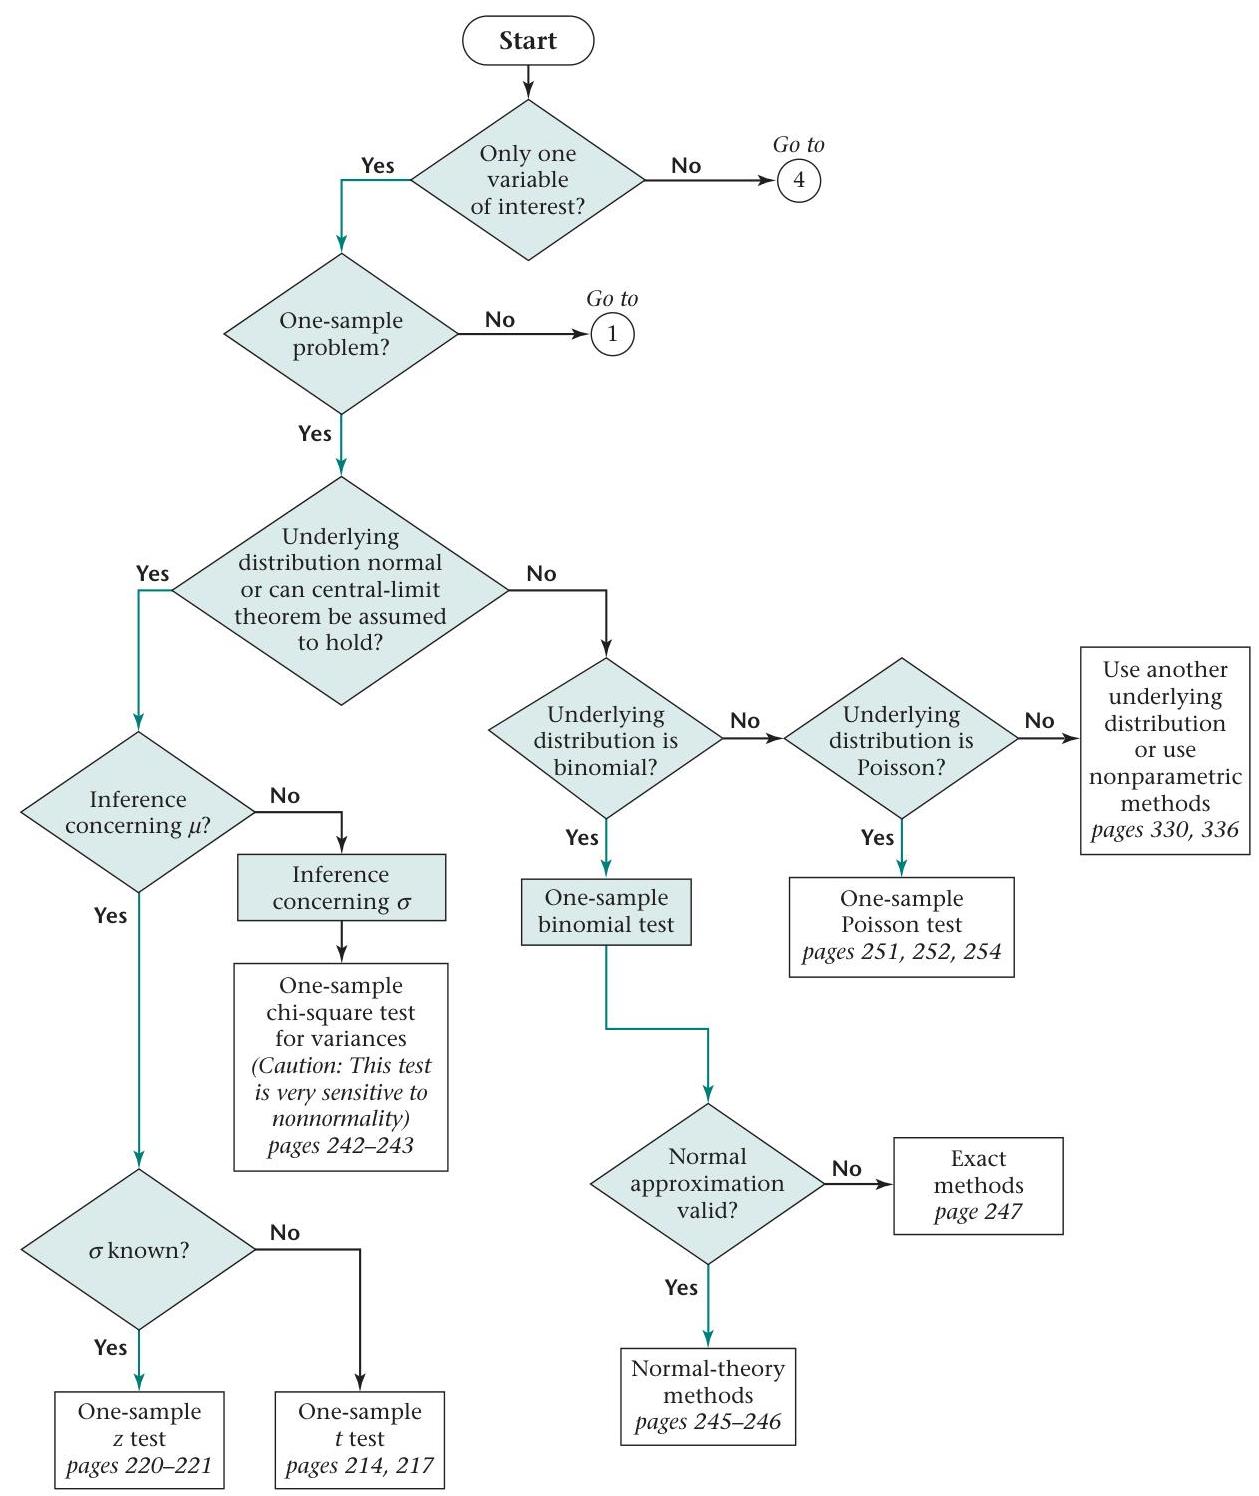 Start
Only one
variable
of interest?
Yes
No
Go to
4
One-sample
problem?
No
Go to
1
Yes
Underlying
distribution normal
or can central-limit
theorem be assumed
to hold?
Yes
No
Underlying
distribution is
binomial?
No
Underlying
distribution is
Poisson?
No
Use another
underlying
distribution
or use
nonparametric
methods
pages 330, 336
Inference
concerning μ?
No
Inference
concerning σ
Yes
One-sample
binomial test
Yes
One-sample
Poisson test
pages 251, 252, 254
Yes
One-sample
chi-square test
for variances
(Caution: This test
is very sensitive to
nonnormality)
pages 242–243
Normal
approximation
valid?
No
Exact
methods
page 247
σ known?
No
Yes
Yes
Normal-theory
methods
pages 245–246
One-sample
z test
pages 220–221
One-sample
t test
pages 214, 217